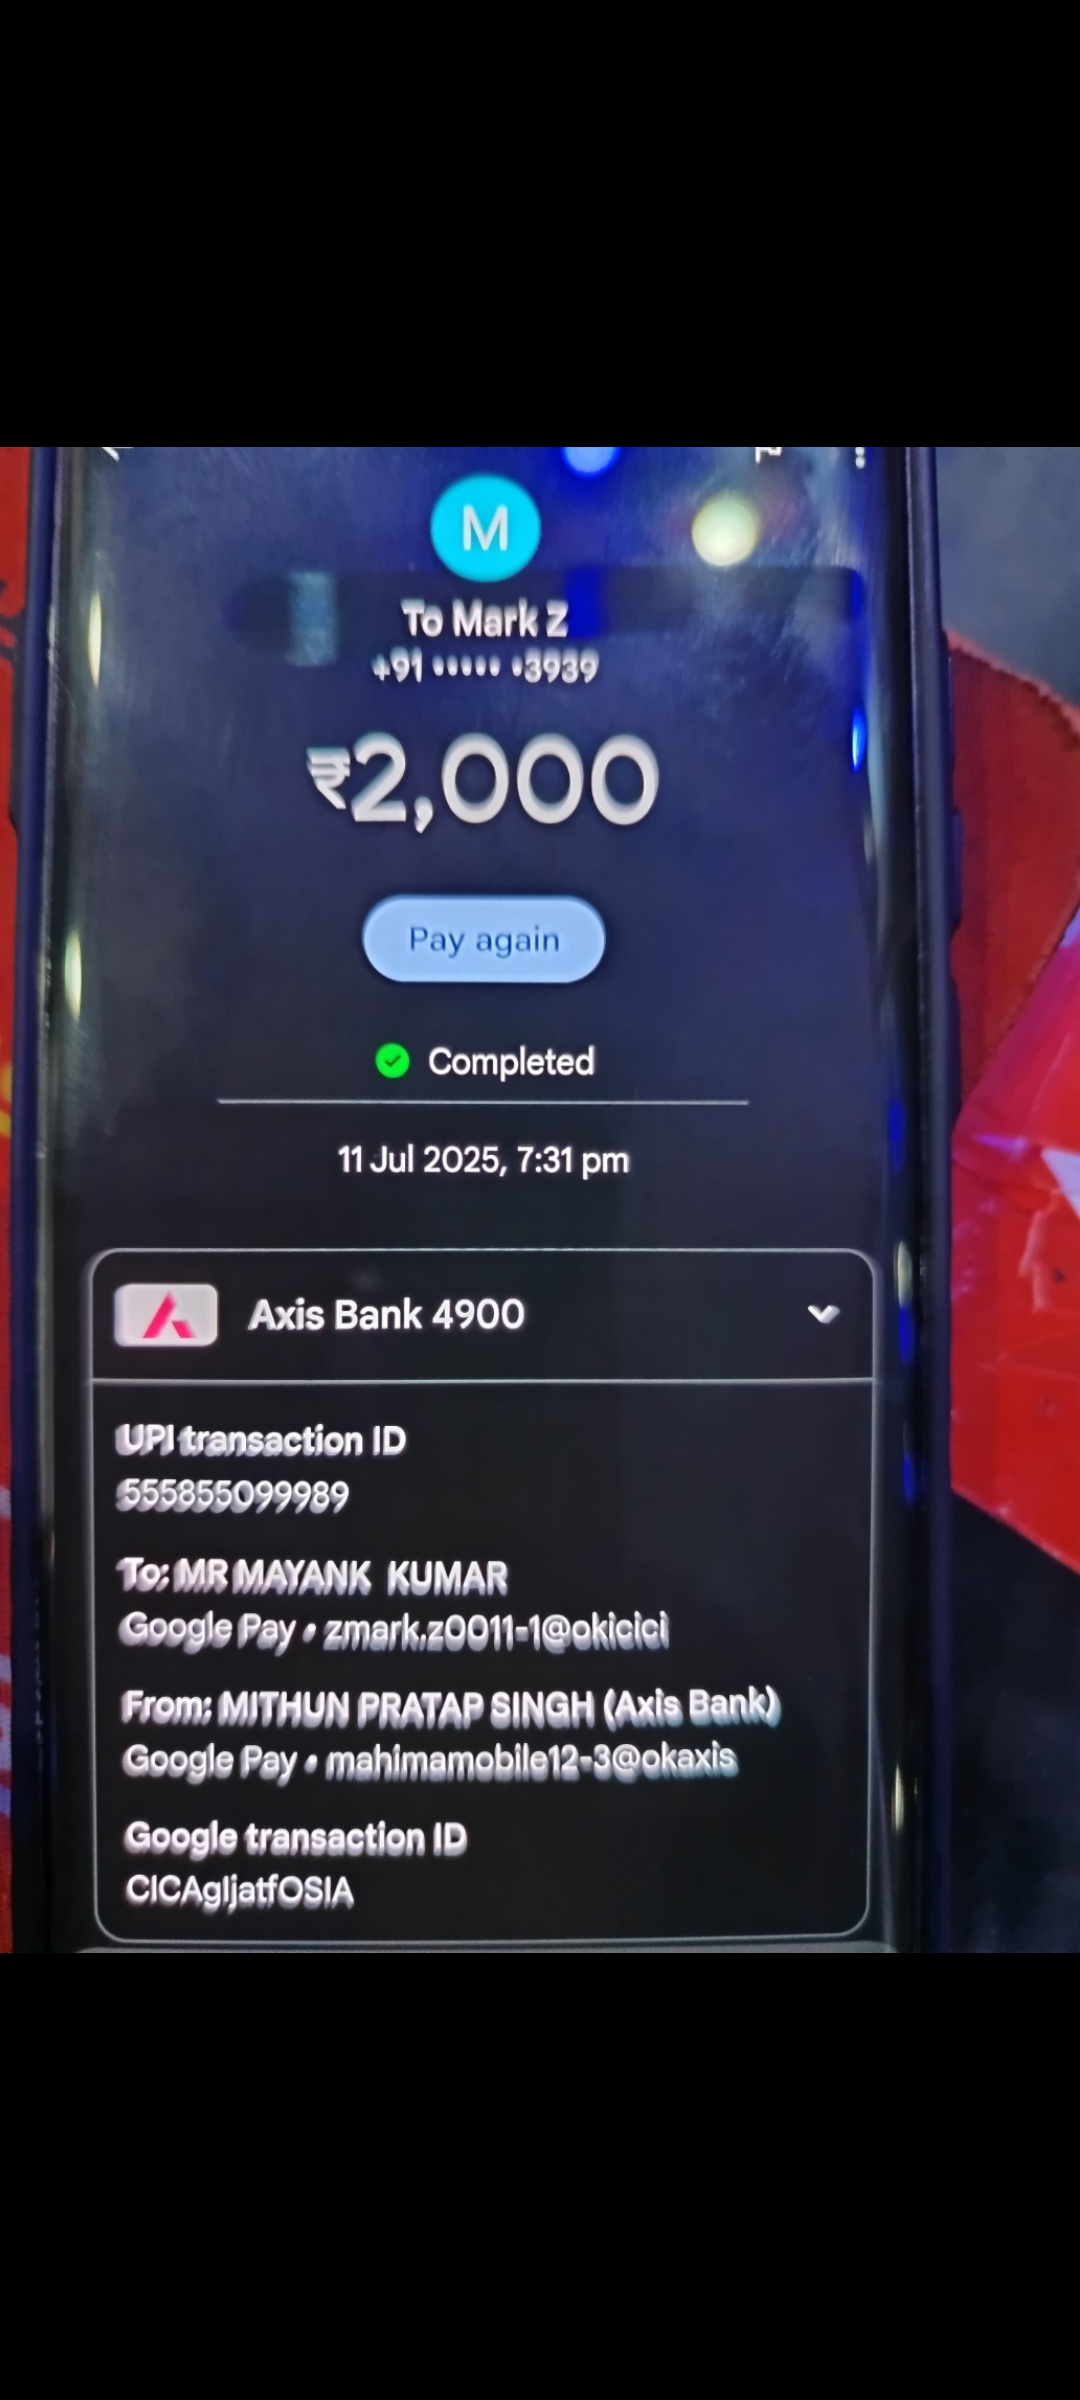 M
To Mark Z
+91 ••••• •3939
₹2,000
Pay again
Completed
11 Jul 2025, 7:31 pm
Axis Bank 4900
UPI transaction ID
555855099989
To: MR MAYANK KUMAR
Google Pay • zmark.z0011-1@okicici
From: MITHUN PRATAP SINGH (Axis Bank)
Google Pay • mahimamobile12-3@okaxis
Google transaction ID
CICAgIjatfOSIA